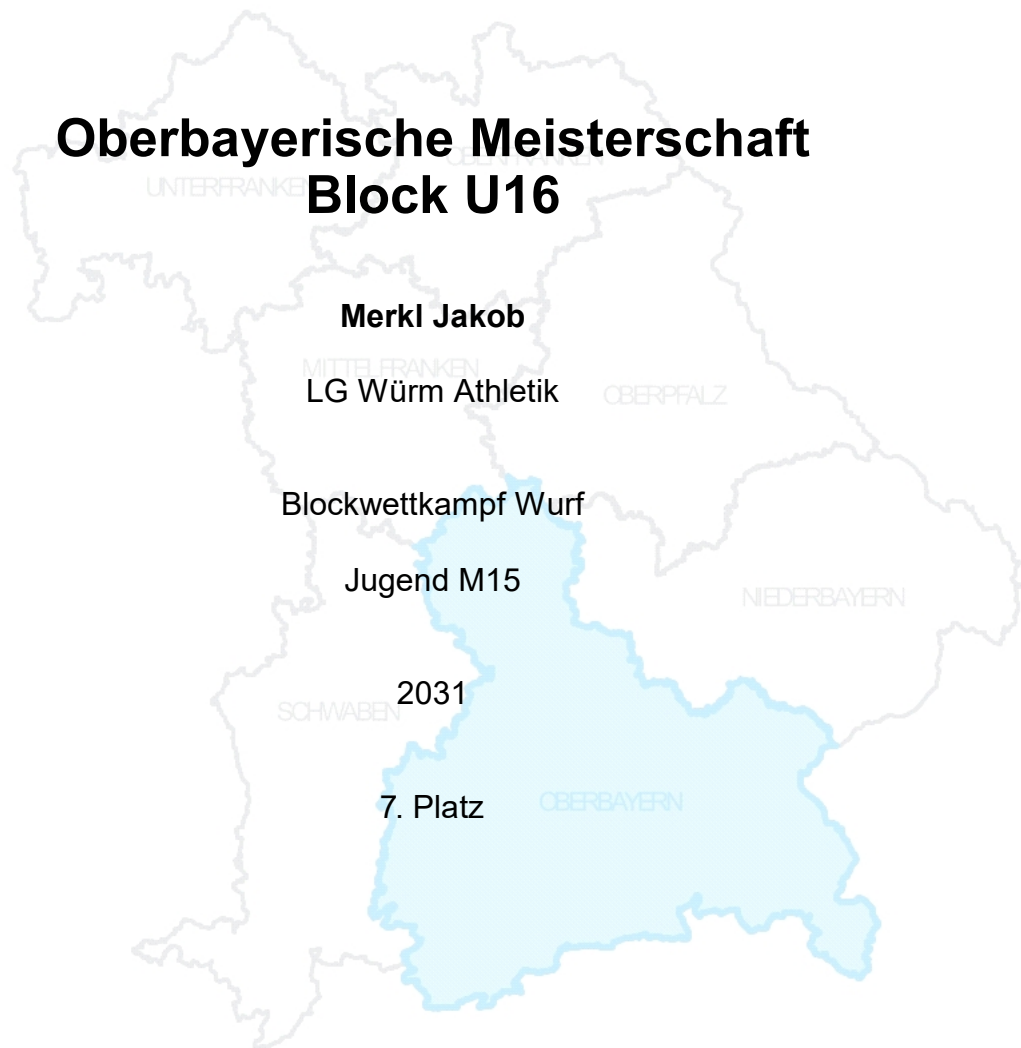 Oberbayerische Meisterschaft
OBERFRANKEN
UNTERFRANKEN
Block U16
Merkl Jakob
MITTELFRANKEN
LG Würm Athletik
OBERPFALZ
Blockwettkampf Wurf
Jugend M15
NIEDERBAYERN
2031
SCHWABEN
7. Platz
OBERBAYERN